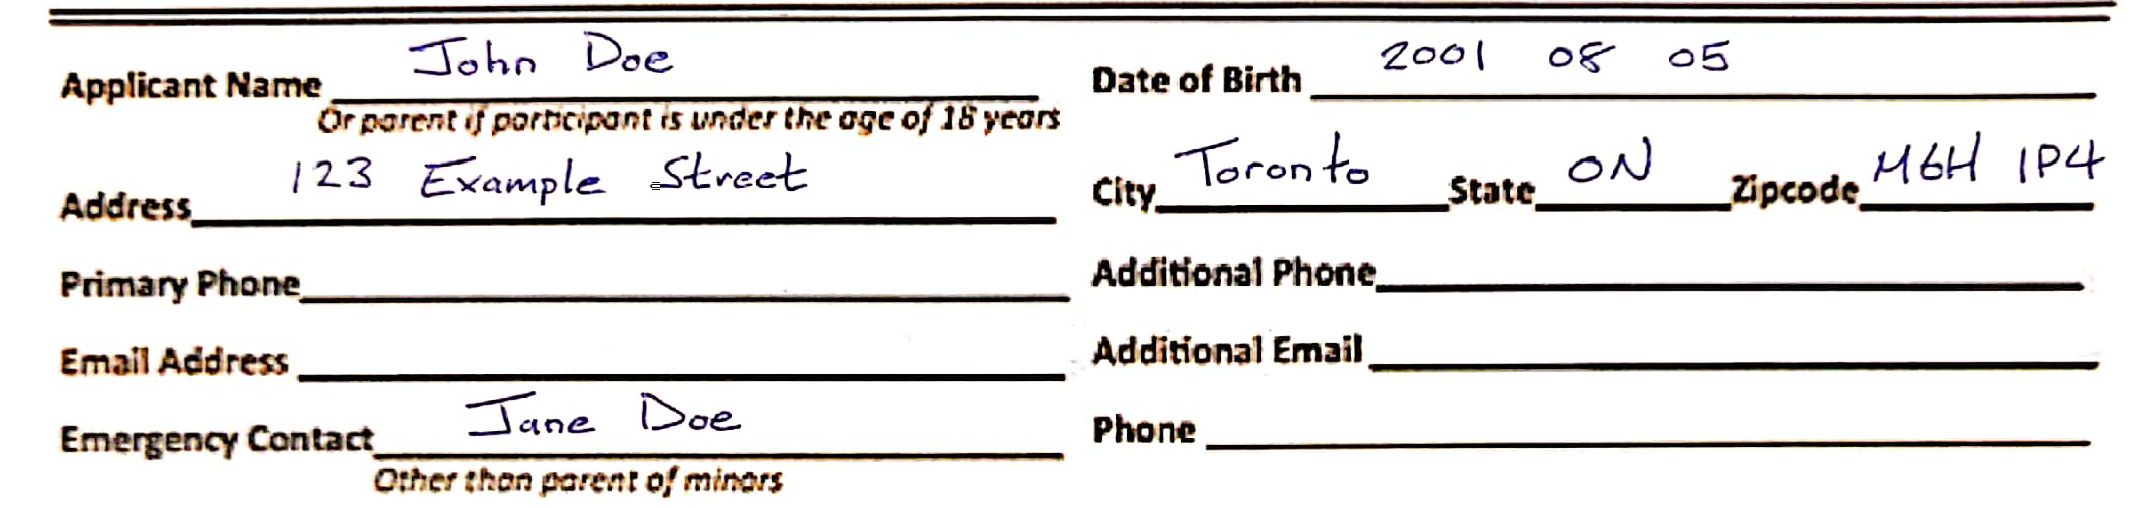 Applicant Name John Doe Date of Birth 2001 08 05
Or parent if participant is under the age of 18 years
Address 123 Example Street City Toronto State ON Zipcode M6H 1P4
Primary Phone Additional Phone
Email Address Additional Email
Emergency Contact Jane Doe Phone
Other than parent of minors